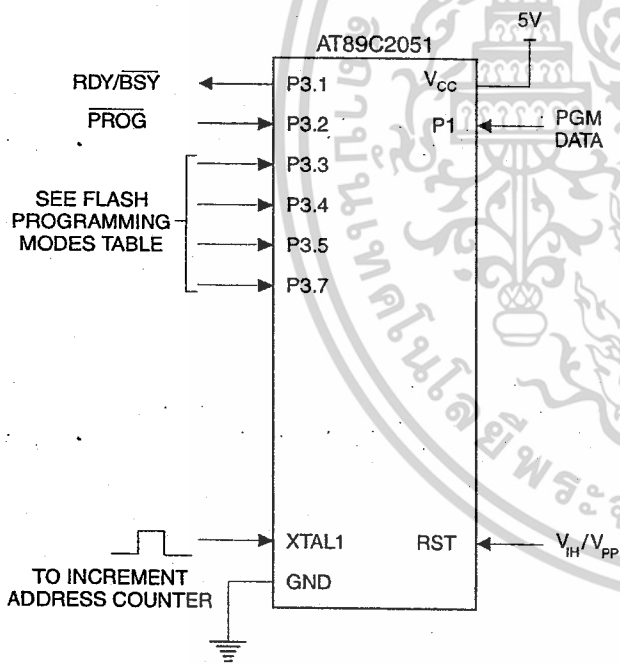 AT89C2051
5V
RDY/BSY
P3.1
VCC
PROG
P3.2
P1
PGM
DATA
P3.3
SEE FLASH
PROGRAMMING
MODES TABLE
P3.4
P3.5
P3.7
XTAL1
RST
VIH/VPP
TO INCREMENT
ADDRESS COUNTER
GND